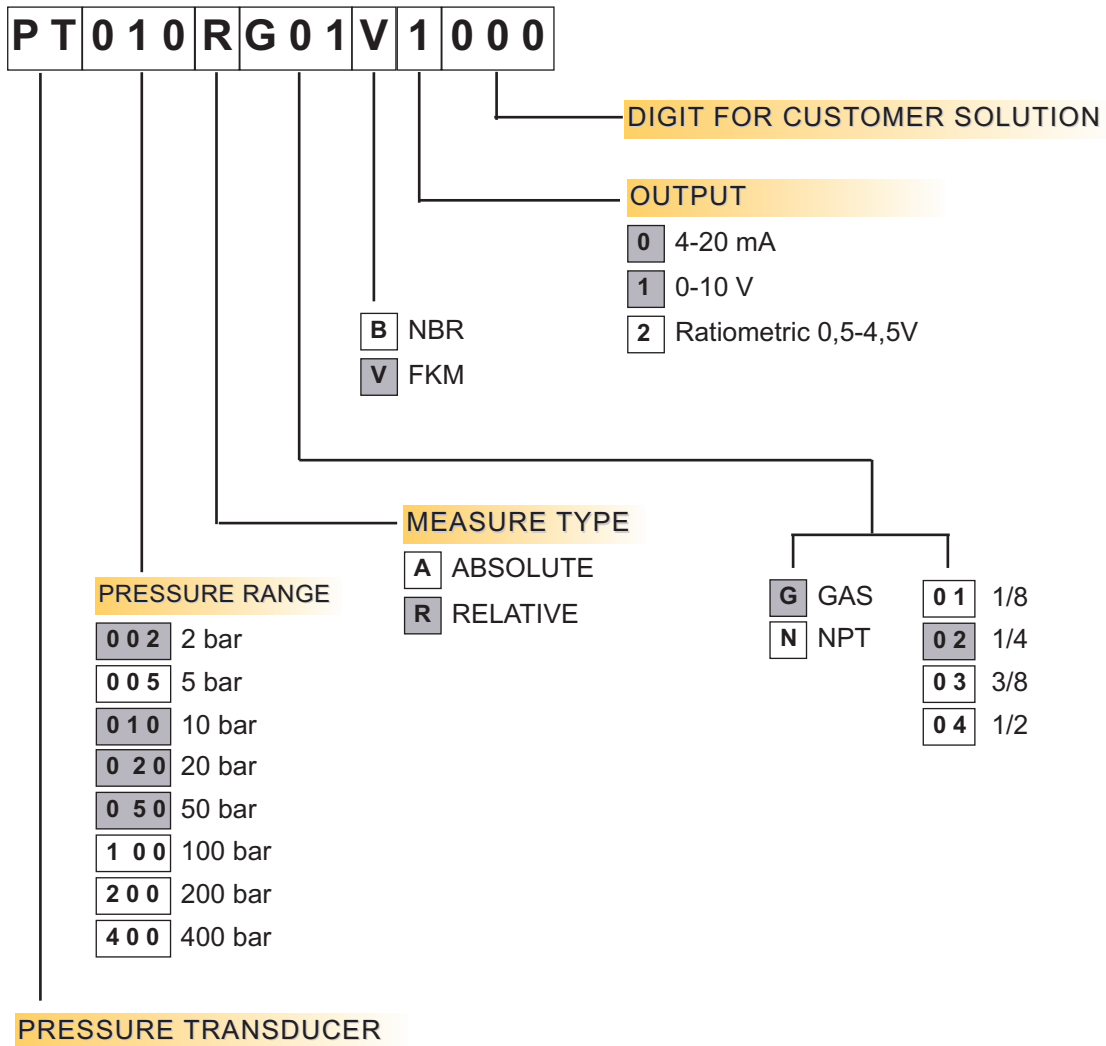 PT010RG01V1000
DIGIT FOR CUSTOMER SOLUTION
OUTPUT
0 4-20 mA
1 0-10 V
2 Ratiometric 0,5-4,5V
B NBR
V FKM
MEASURE TYPE
A ABSOLUTE
R RELATIVE
G GAS
N NPT
01 1/8
02 1/4
03 3/8
04 1/2
PRESSURE RANGE
002 2 bar
005 5 bar
010 10 bar
020 20 bar
050 50 bar
100 100 bar
200 200 bar
400 400 bar
PRESSURE TRANSDUCER